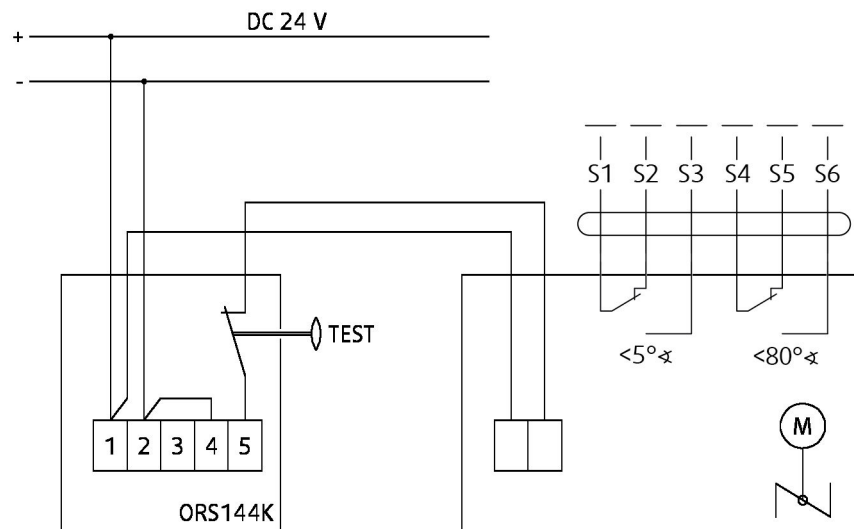 DC 24 V
+
-
S1 S2 S3 S4 S5 S6
TEST
<5°∢ <80°∢
1 2 3 4 5
M
ORS144K